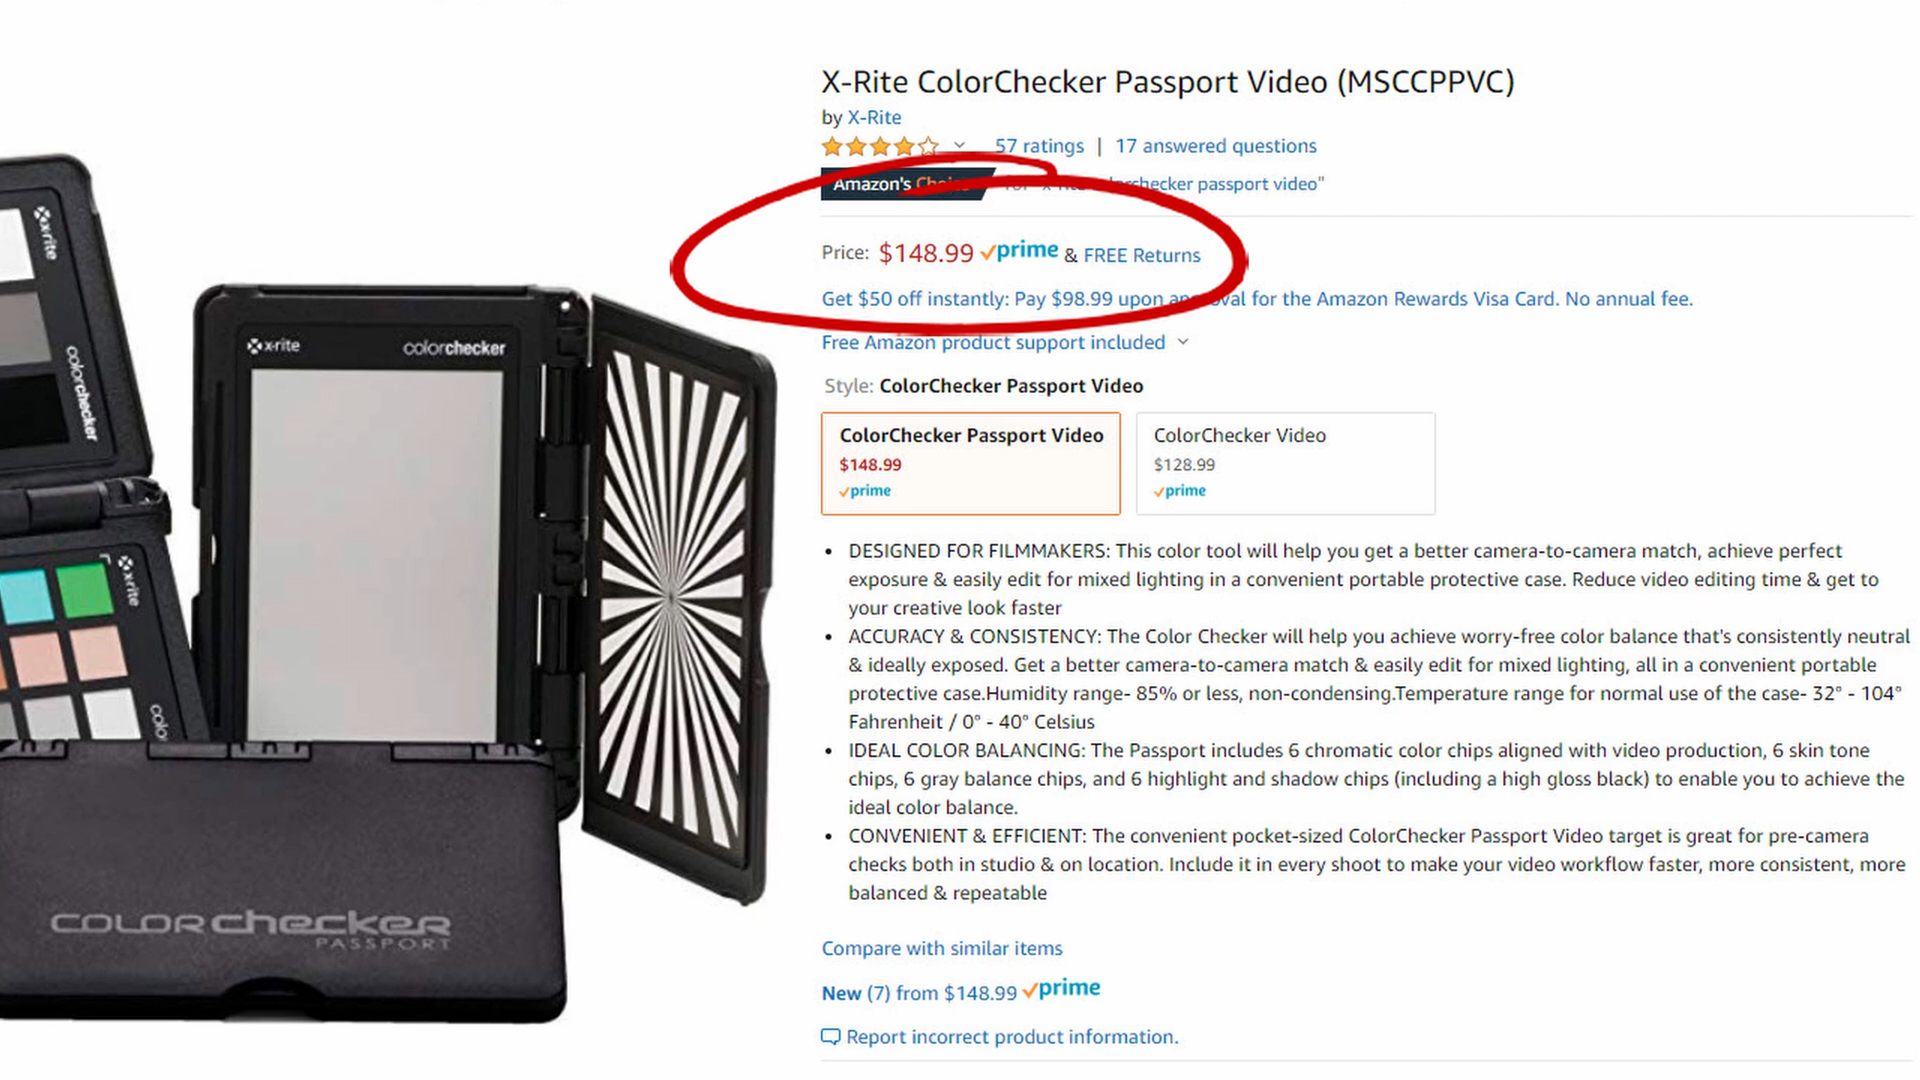 X-Rite ColorChecker Passport Video (MSCCPPVC)
by X-Rite
57 ratings | 17 answered questions
Amazon's Choice for "x-rite colorchecker passport video"
Price: $148.99 prime & FREE Returns
Get $50 off instantly: Pay $98.99 upon approval for the Amazon Rewards Visa Card. No annual fee.
Free Amazon product support included
Style: ColorChecker Passport Video
ColorChecker Passport Video
$148.99
prime
ColorChecker Video
$128.99
prime
• DESIGNED FOR FILMMAKERS: This color tool will help you get a better camera-to-camera match, achieve perfect
exposure & easily edit for mixed lighting in a convenient portable protective case. Reduce video editing time & get to
your creative look faster
• ACCURACY & CONSISTENCY: The Color Checker will help you achieve worry-free color balance that's consistently neutral
& ideally exposed. Get a better camera-to-camera match & easily edit for mixed lighting, all in a convenient portable
protective case.Humidity range- 85% or less, non-condensing.Temperature range for normal use of the case- 32° - 104°
Fahrenheit / 0° - 40° Celsius
• IDEAL COLOR BALANCING: The Passport includes 6 chromatic color chips aligned with video production, 6 skin tone
chips, 6 gray balance chips, and 6 highlight and shadow chips (including a high gloss black) to enable you to achieve the
ideal color balance.
• CONVENIENT & EFFICIENT: The convenient pocket-sized ColorChecker Passport Video target is great for pre-camera
checks both in studio & on location. Include it in every shoot to make your video workflow faster, more consistent, more
balanced & repeatable
Compare with similar items
New (7) from $148.99 prime
Report incorrect product information.
x-rite
colorchecker
x-rite
colorchecker
x-rite
colo
COLORcheckeR
PASSPORT